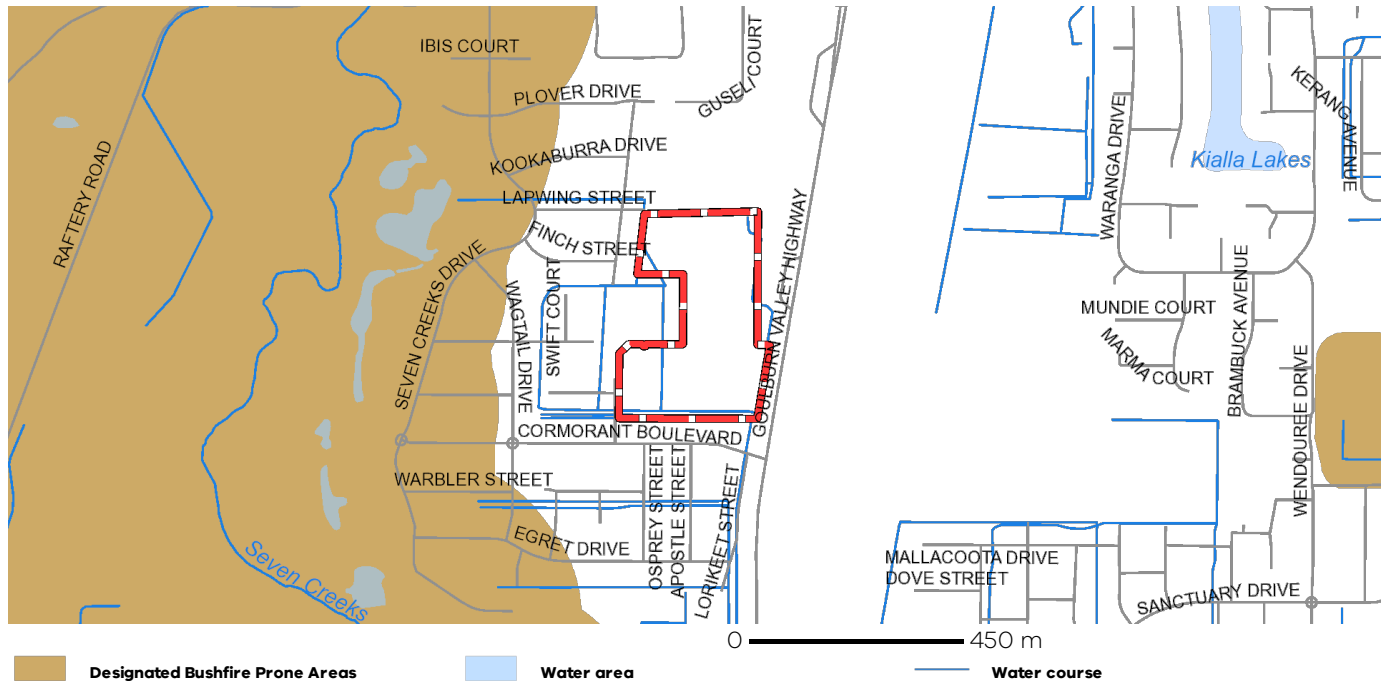 IBIS COURT
PLOVER DRIVE
GUSELI COURT
KERANG AVENUE
RAFTERY ROAD
KOOKABURRA DRIVE
WARANGA DRIVE
Kialla Lakes
LAPWING STREET
FINCH STREET
SEVEN CREEKS DRIVE
WAGTAIL DRIVE
SWIFT COURT
GOULBURN VALLEY HIGHWAY
MUNDIE COURT
MARMA COURT
BRAMBUCK AVENUE
WENDOUREE DRIVE
CORMORANT BOULEVARD
WARBLER STREET
OSPREY STREET
APOSTLE STREET
LORIKEET STREET
EGRET DRIVE
Seven Creeks
MALLACOOTA DRIVE
DOVE STREET
SANCTUARY DRIVE
0 450 m
Designated Bushfire Prone Areas Water area Water course